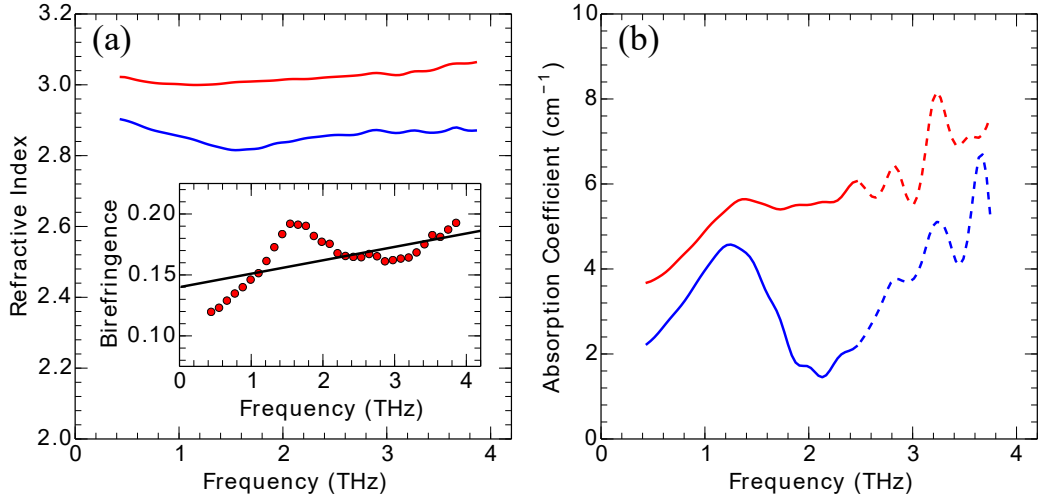 (a)
Refractive Index
3.2
3.0
2.8
2.6
2.4
2.2
2.0
0 1 2 3 4
Frequency (THz)
Birefringence
0.20
0.15
0.10
0 1 2 3 4
Frequency (THz)
(b)
Absorption Coefficient (cm⁻¹)
10
8
6
4
2
0
0 1 2 3 4
Frequency (THz)